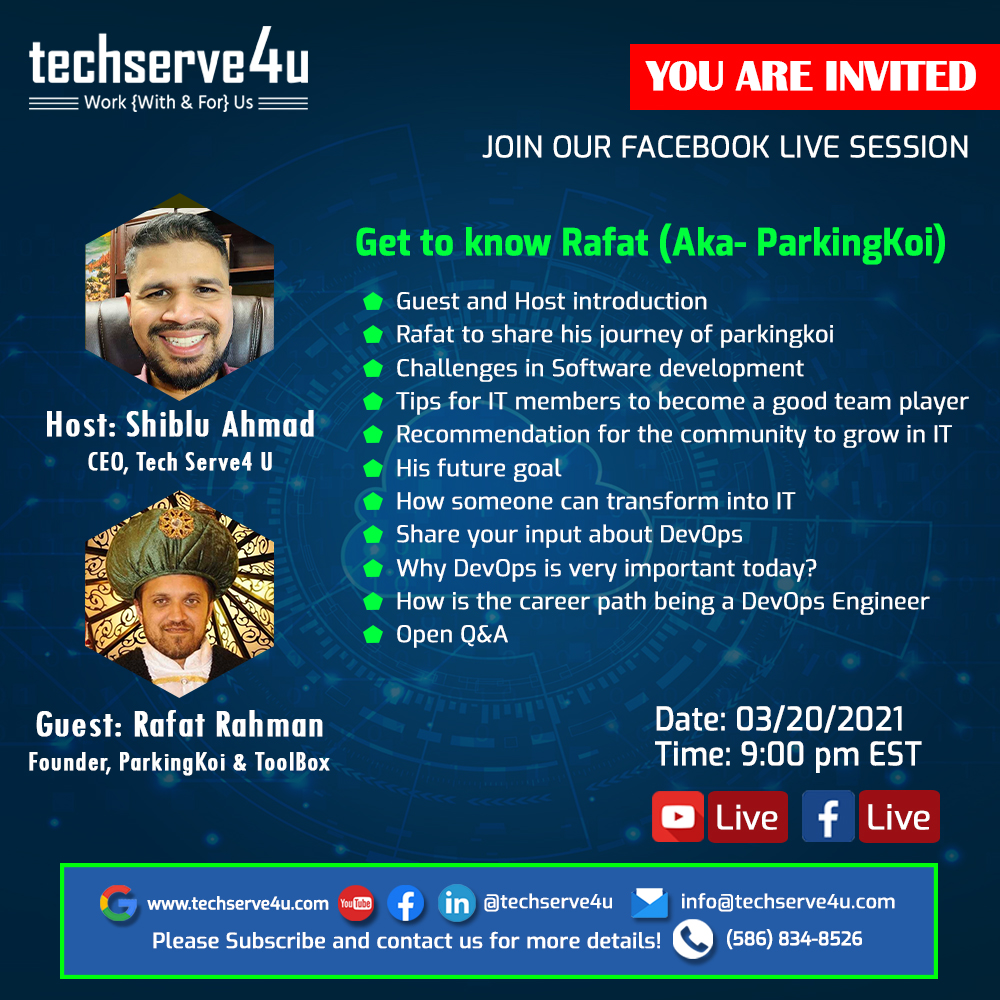 techserve4u
Work {With & For} Us
YOU ARE INVITED
JOIN OUR FACEBOOK LIVE SESSION
Get to know Rafat (Aka- ParkingKoi)
Guest and Host introduction
Rafat to share his journey of parkingkoi
Challenges in Software development
Tips for IT members to become a good team player
Recommendation for the community to grow in IT
His future goal
How someone can transform into IT
Share your input about DevOps
Why DevOps is very important today?
How is the career path being a DevOps Engineer
Open Q&A
Host: Shiblu Ahmad
CEO, Tech Serve4 U
Guest: Rafat Rahman
Founder, ParkingKoi & ToolBox
Date: 03/20/2021
Time: 9:00 pm EST
Live
Live
www.techserve4u.com YouTube @techserve4u info@techserve4u.com
Please Subscribe and contact us for more details! (586) 834-8526